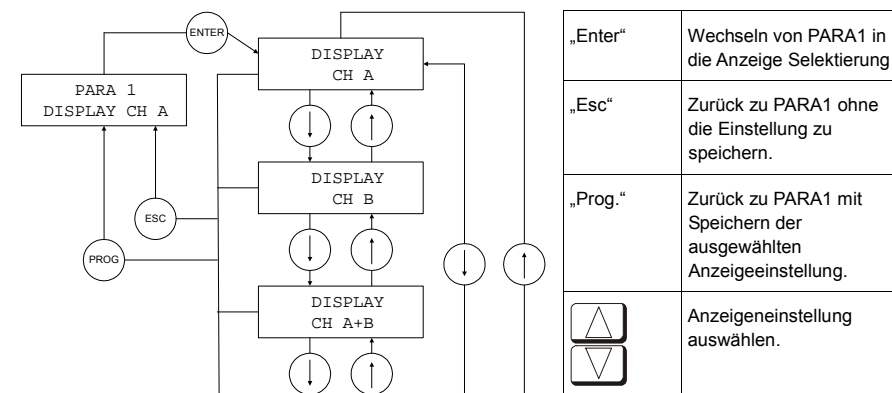 ENTER
DISPLAY
CH A
PARA 1
DISPLAY CH A
DISPLAY
CH B
ESC
PROG
DISPLAY
CH A+B
„Enter“
Wechseln von PARA1 in
die Anzeige Selektierung
„Esc“
Zurück zu PARA1 ohne
die Einstellung zu
speichern.
„Prog.“
Zurück zu PARA1 mit
Speichern der
ausgewählten
Anzeigeeinstellung.
Anzeigeneinstellung
auswählen.